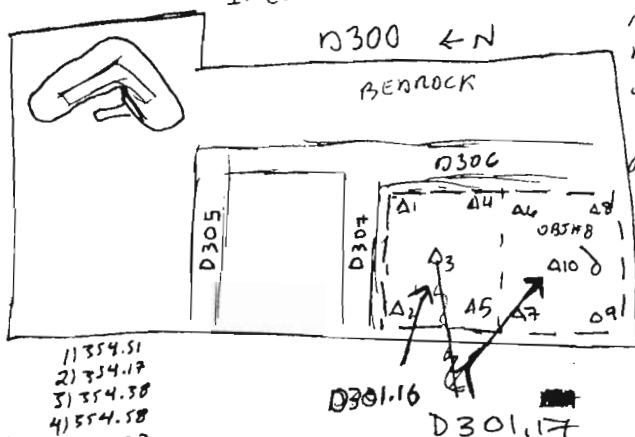 D300 ← N
BEDROCK
D306
D305
D307
Δ1 Δ4 Δ6 Δ8
OBJ#8
Δ3 Δ10
Δ2 Δ5 Δ7 Δ9
1) 354.51
2) 354.17
3) 354.38
4) 354.58
D301.16
D301.17